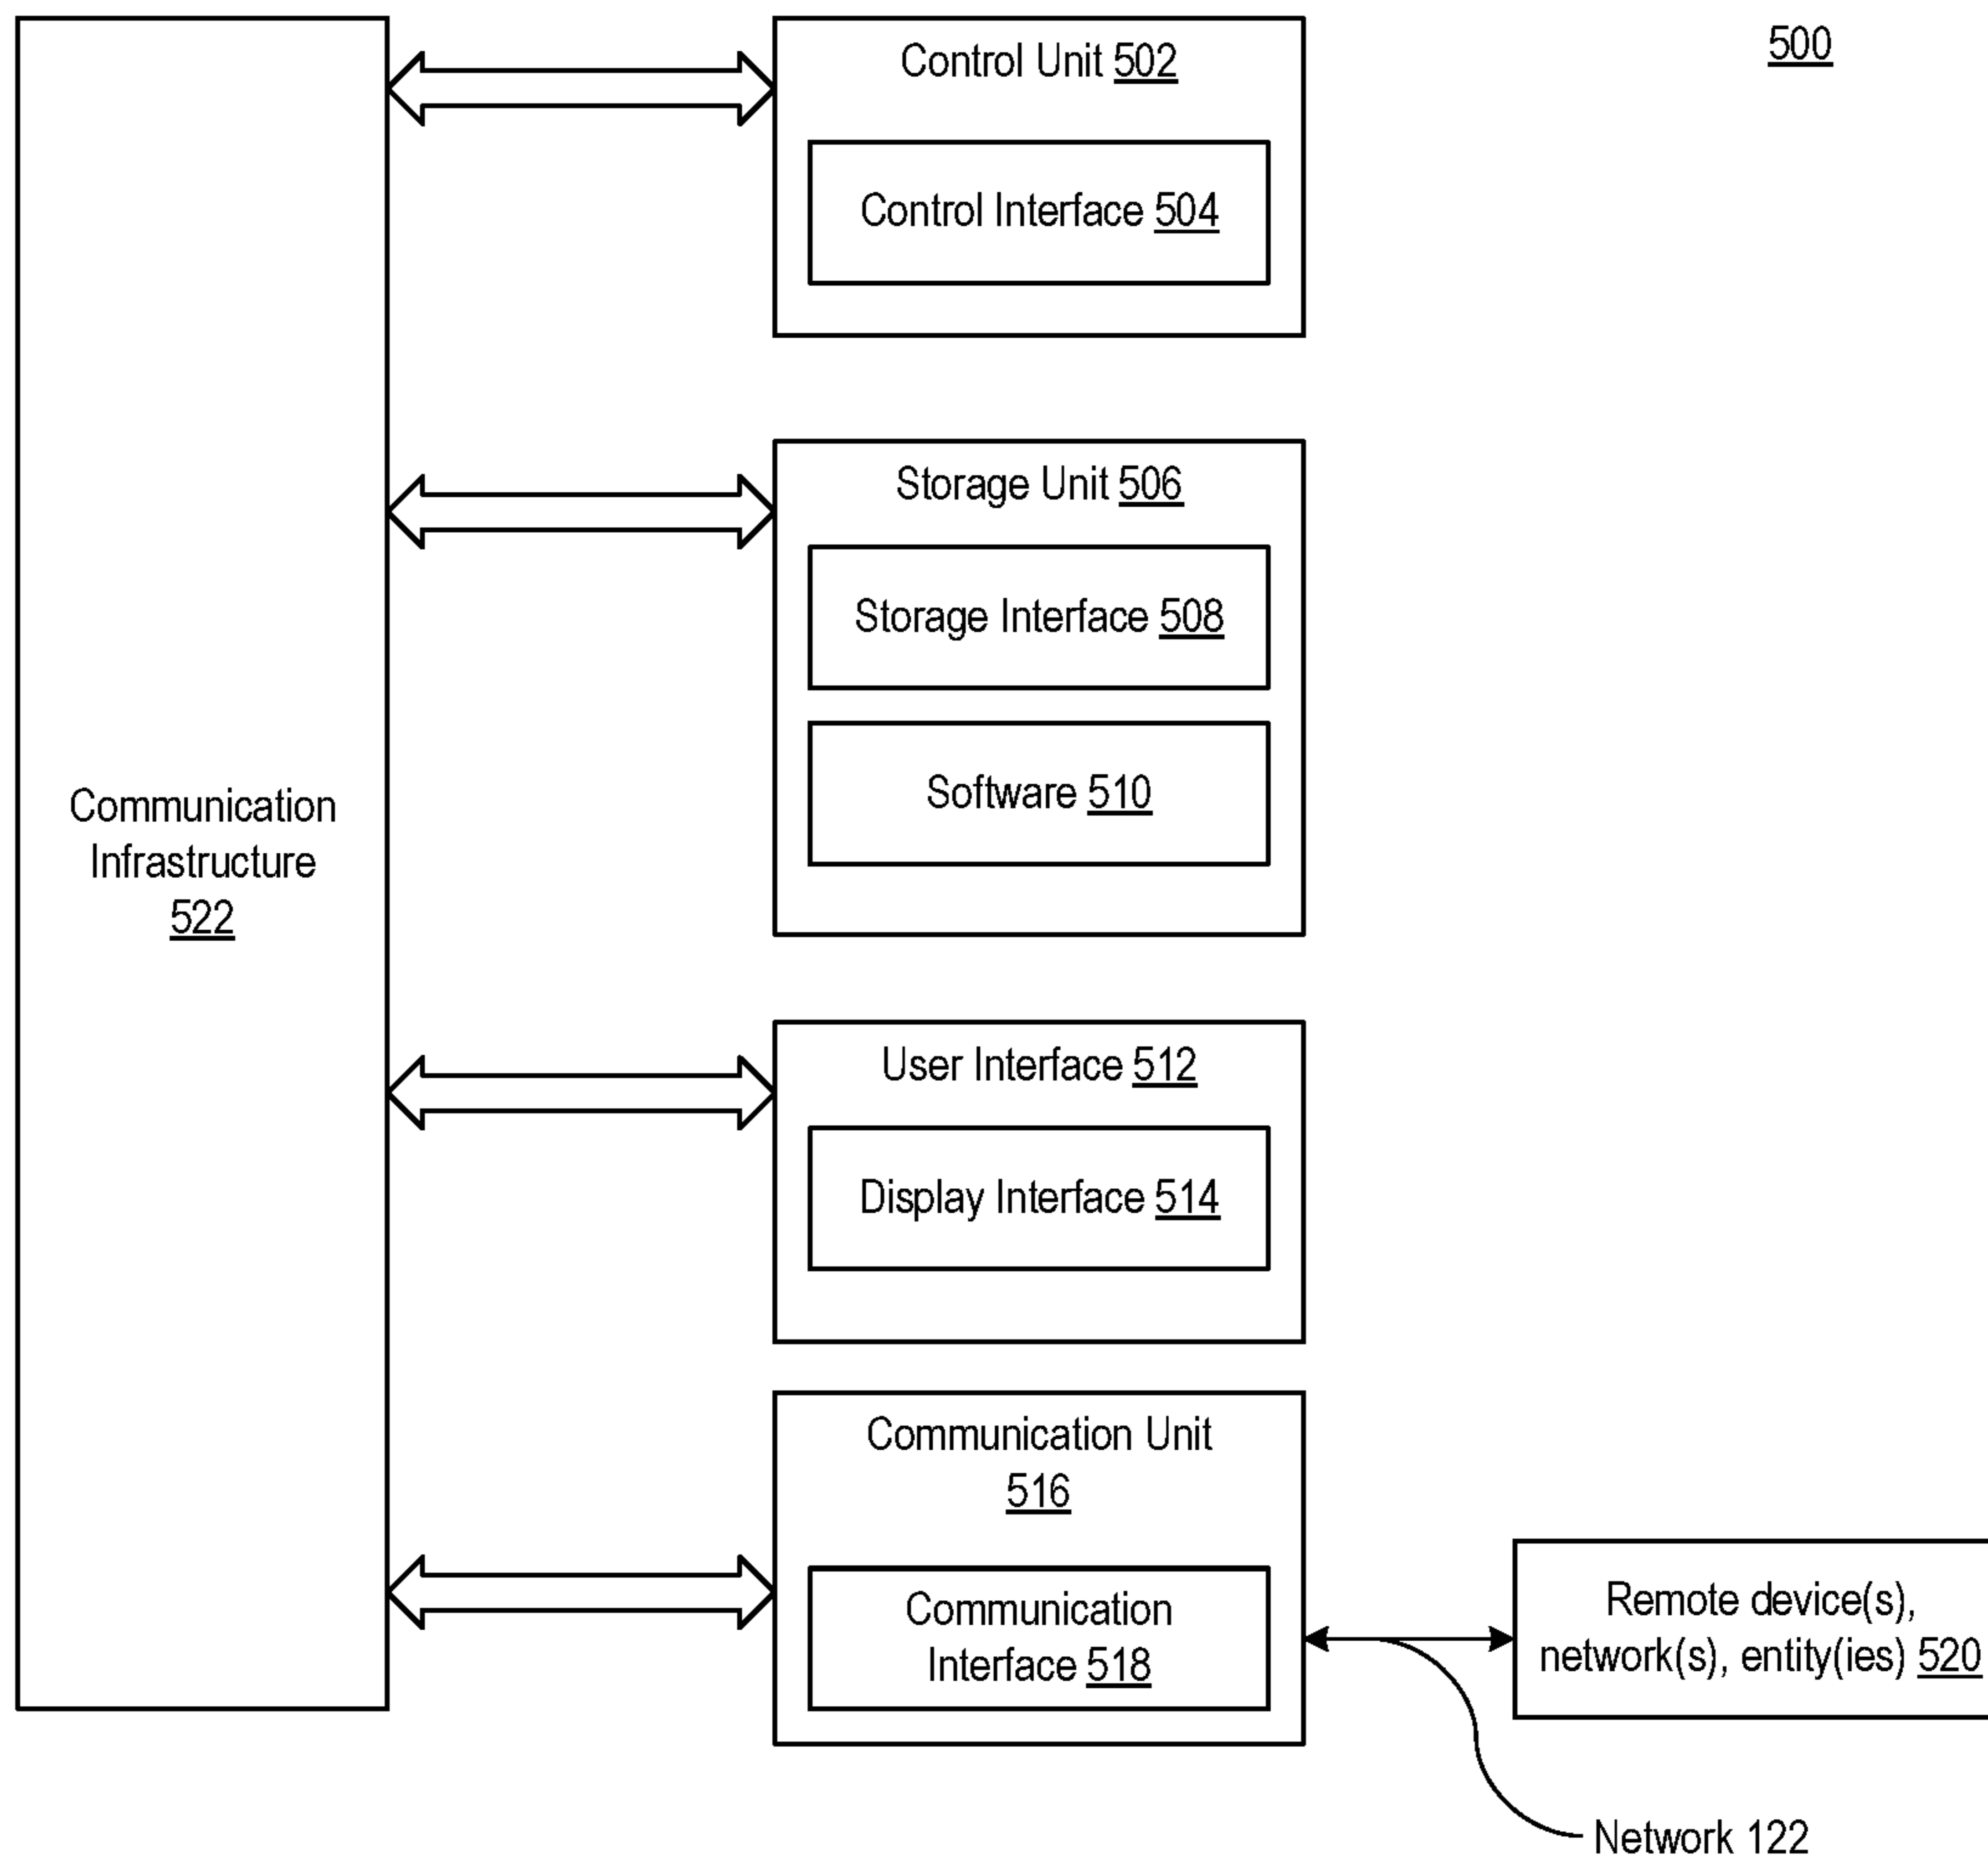 500
Control Unit 502
Control Interface 504
Storage Unit 506
Storage Interface 508
Software 510
Communication
Infrastructure
522
User Interface 512
Display Interface 514
Communication Unit
516
Communication
Interface 518
Remote device(s),
network(s), entity(ies) 520
Network 122